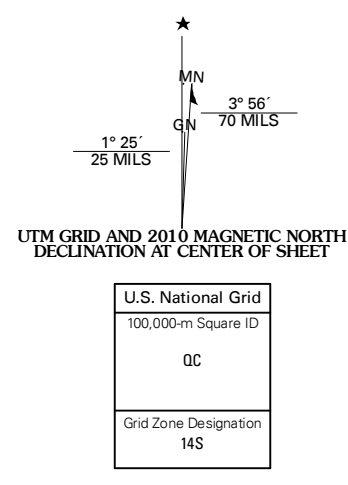 ★
MN
3° 56´
70 MILS
GN
1° 25´
25 MILS
UTM GRID AND 2010 MAGNETIC NORTH
DECLINATION AT CENTER OF SHEET
U.S. National Grid
100,000-m Square ID
QC
Grid Zone Designation
14S